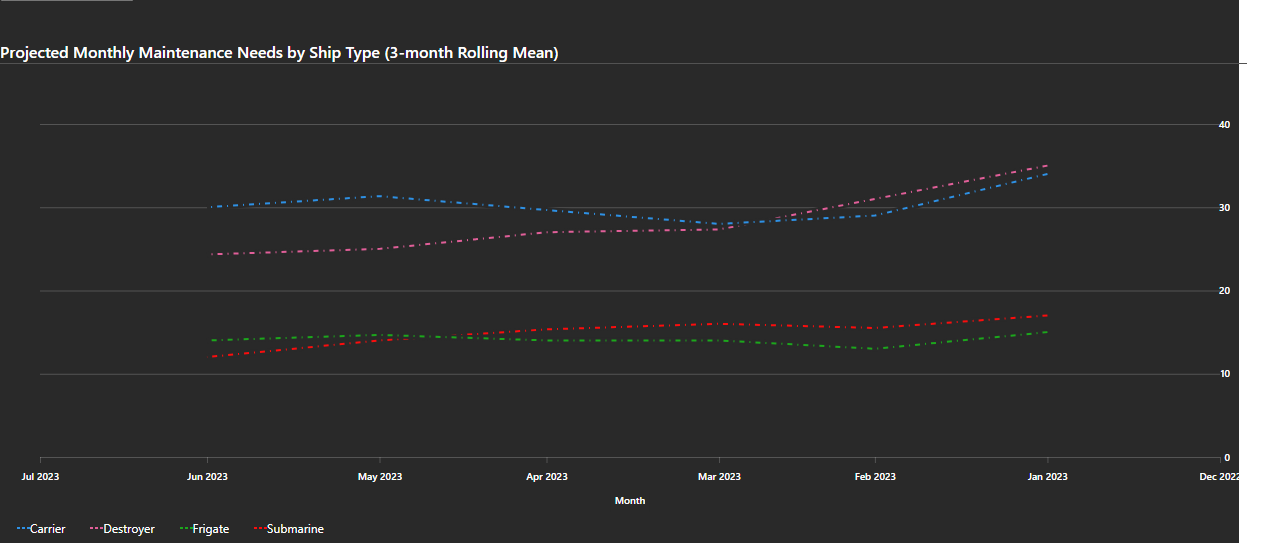 Projected Monthly Maintenance Needs by Ship Type (3-month Rolling Mean)
40
30
20
10
0
Jul 2023 Jun 2023 May 2023 Apr 2023 Mar 2023 Feb 2023 Jan 2023 Dec 2022
Month
Carrier Destroyer Frigate Submarine